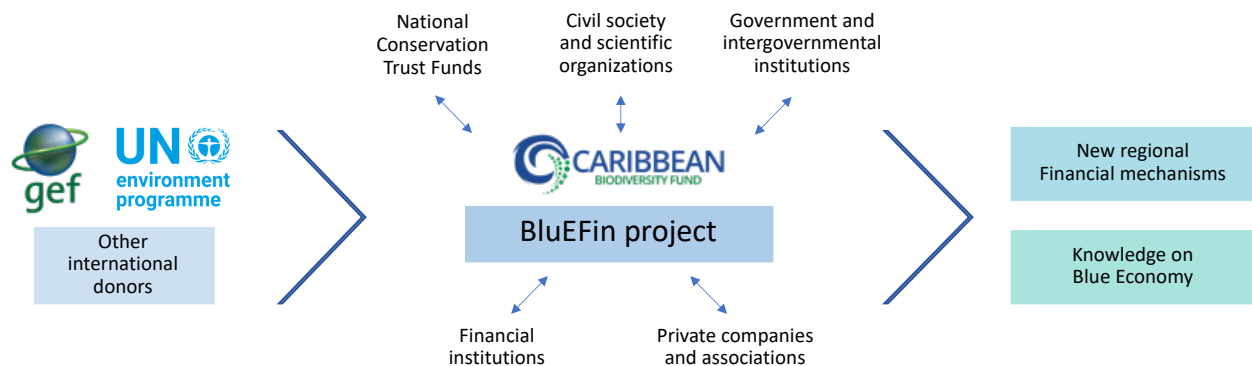 National
Conservation
Trust Funds
Civil society
and scientific
organizations
Government and
intergovernmental
institutions
gef
UN
environment
programme
Other
international
donors
CARIBBEAN
BIODIVERSITY FUND
BluEFin project
Financial
institutions
Private companies
and associations
New regional
Financial mechanisms
Knowledge on
Blue Economy